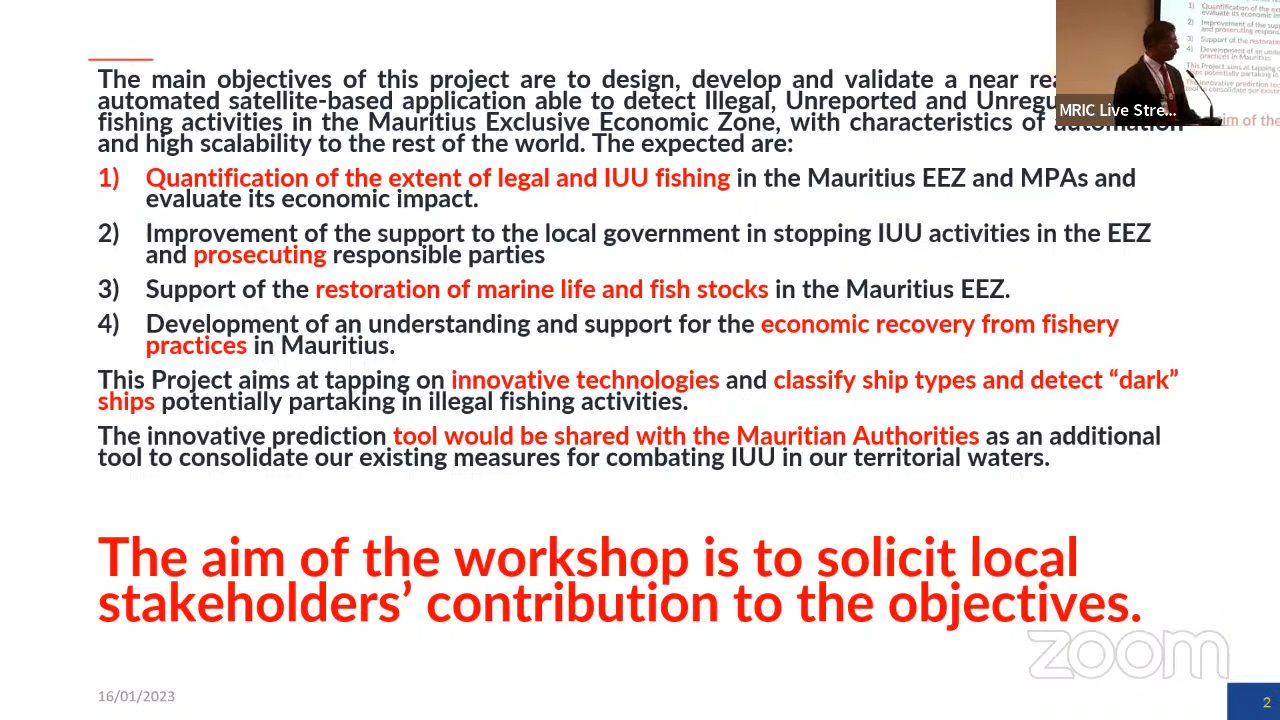 The main objectives of this project are to design, develop and validate a near
automated satellite-based application able to detect Illegal, Unreported and
fishing activities in the Mauritius Exclusive Economic Zone, with characteristics of automation
and high scalability to the rest of the world. The expected are:
1) Quantification of the extent of legal and IUU fishing in the Mauritius EEZ and MPAs and
evaluate its economic impact.
2) Improvement of the support to the local government in stopping IUU activities in the EEZ
and prosecuting responsible parties
3) Support of the restoration of marine life and fish stocks in the Mauritius EEZ.
4) Development of an understanding and support for the economic recovery from fishery
practices in Mauritius.
This Project aims at tapping on innovative technologies and classify ship types and detect “dark”
ships potentially partaking in illegal fishing activities.
The innovative prediction tool would be shared with the Mauritian Authorities as an additional
tool to consolidate our existing measures for combating IUU in our territorial waters.
The aim of the workshop is to solicit local
stakeholders’ contribution to the objectives.
MRIC Live Stre...
zoom
16/01/2023
2